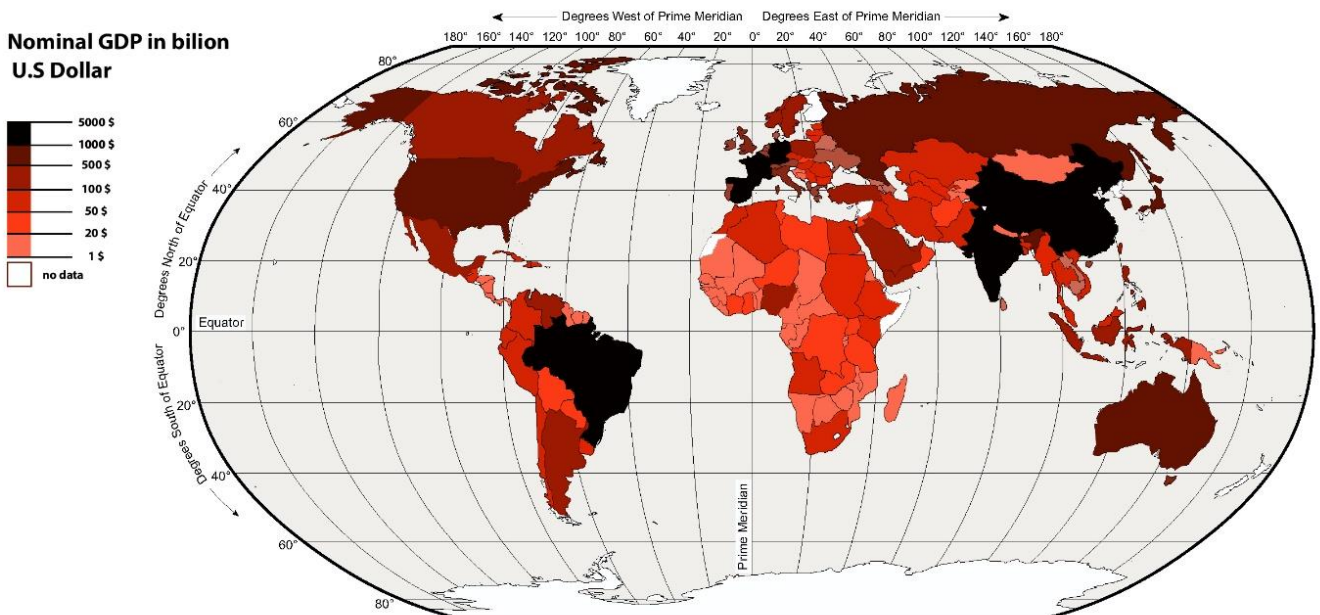 Degrees West of Prime Meridian Degrees East of Prime Meridian
180° 160° 140° 120° 100° 80° 60° 40° 20° 0° 20° 40° 60° 80° 100° 120° 140° 160° 180°
Nominal GDP in bilion
U.S Dollar
5000 $
1000 $
500 $
100 $
50 $
20 $
1 $
no data
80°
60°
40°
20°
0°
20°
40°
60°
80°
Degrees North of Equator
Equator
Degrees South of Equator
Prime Meridian